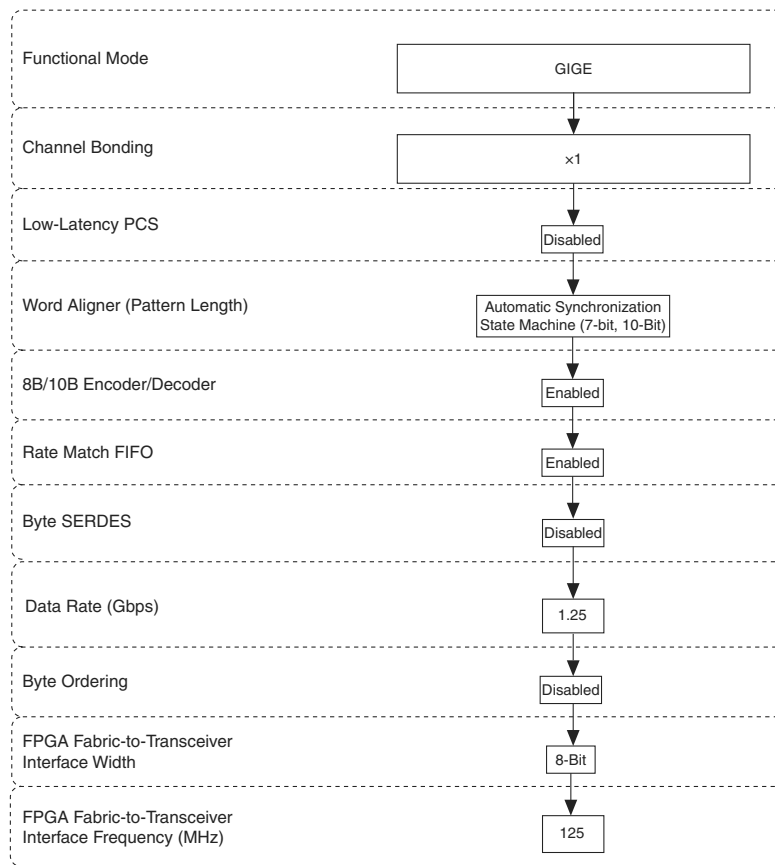 Functional Mode
GIGE
Channel Bonding
×1
Low-Latency PCS
Disabled
Word Aligner (Pattern Length)
Automatic Synchronization
State Machine (7-bit, 10-Bit)
8B/10B Encoder/Decoder
Enabled
Rate Match FIFO
Enabled
Byte SERDES
Disabled
Data Rate (Gbps)
1.25
Byte Ordering
Disabled
FPGA Fabric-to-Transceiver
Interface Width
8-Bit
FPGA Fabric-to-Transceiver
Interface Frequency (MHz)
125